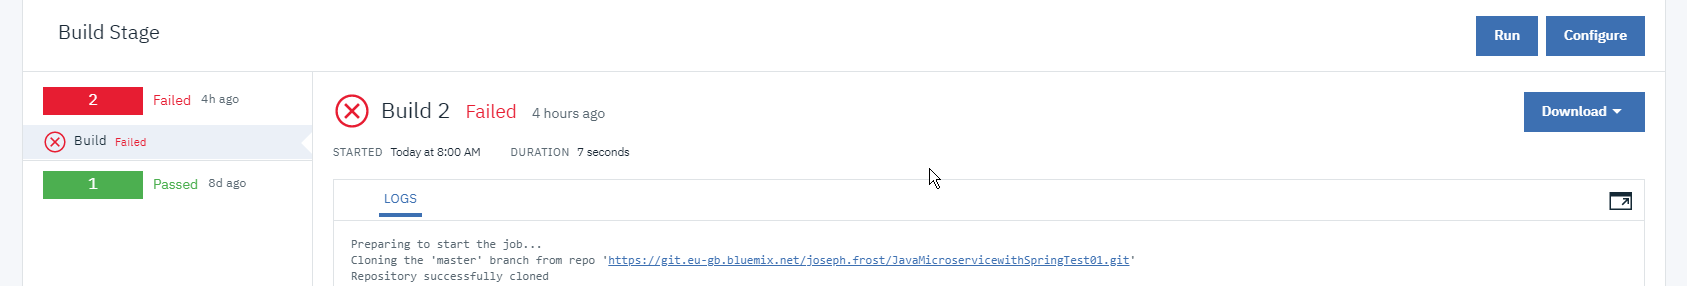 Build Stage
Run
Configure
2 Failed 4h ago
Build Failed
1 Passed 8d ago
Build 2 Failed 4 hours ago
Download
STARTED Today at 8:00 AM DURATION 7 seconds
LOGS
Preparing to start the job...
Cloning the 'master' branch from repo 'https://git.eu-gb.bluemix.net/joseph.frost/JavaMicroservicewithSpringTest01.git'
Repository successfully cloned